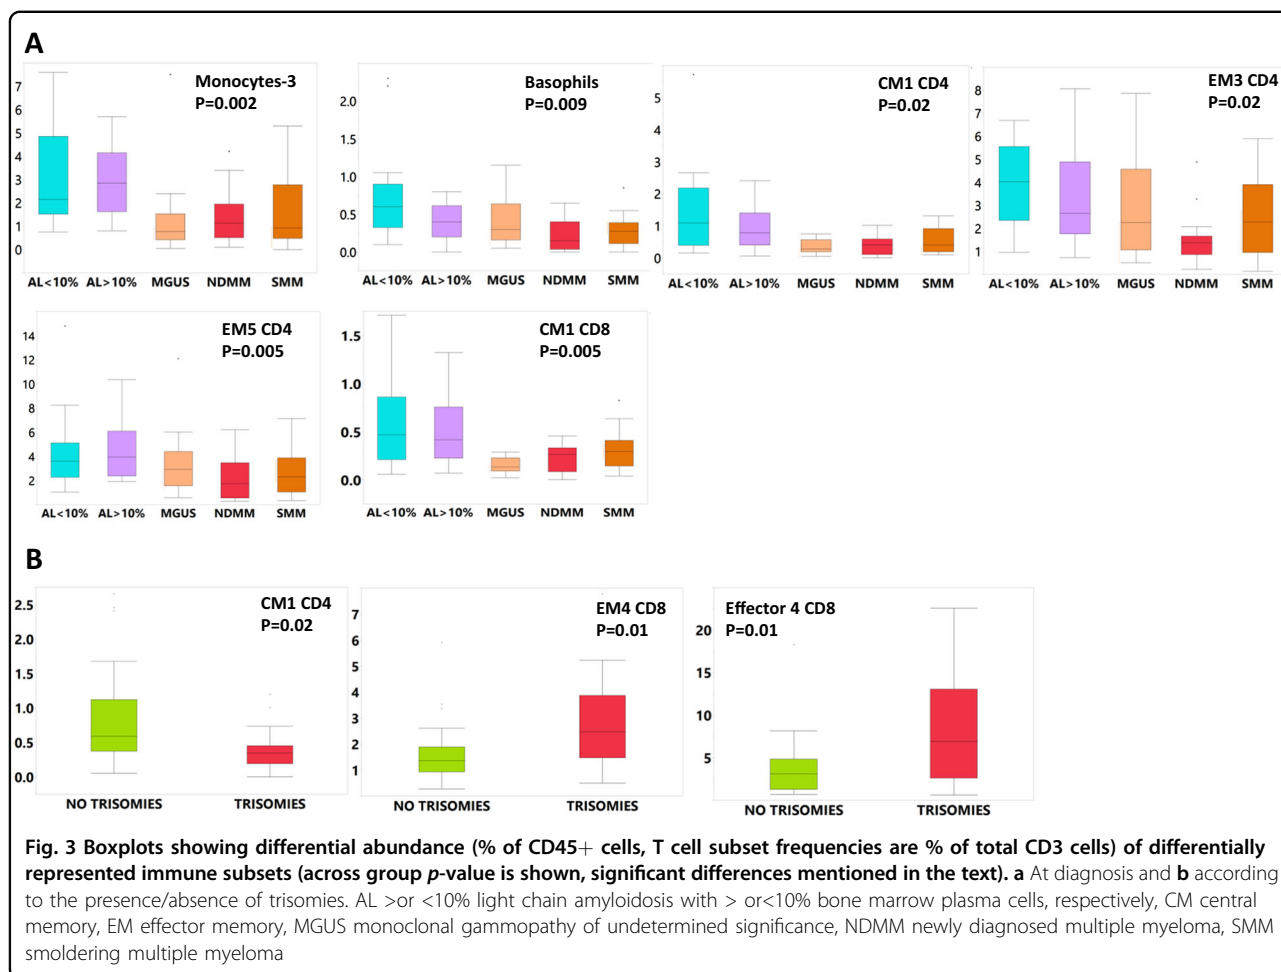 A
Monocytes-3
P=0.002
7
6
5
4
3
2
1
0
AL<10% AL>10% MGUS NDMM SMM
Basophils
P=0.009
2.0
1.5
1.0
0.5
0.0
AL<10% AL>10% MGUS NDMM SMM
CM1 CD4
P=0.02
5
4
3
2
1
0
AL<10% AL>10% MGUS NDMM SMM
EM3 CD4
P=0.02
8
7
6
5
4
3
2
1
AL<10% AL>10% MGUS NDMM SMM
EM5 CD4
P=0.005
14
12
10
8
6
4
2
AL<10% AL>10% MGUS NDMM SMM
CM1 CD8
P=0.005
1.5
1.0
0.5
0.0
AL<10% AL>10% MGUS NDMM SMM
B
CM1 CD4
P=0.02
2.5
2.0
1.5
1.0
0.5
0.0
NO TRISOMIES TRISOMIES
EM4 CD8
P=0.01
7
6
5
4
3
2
1
NO TRISOMIES TRISOMIES
Effector 4 CD8
P=0.01
20
15
10
5
NO TRISOMIES TRISOMIES
Fig. 3 Boxplots showing differential abundance (% of CD45+ cells, T cell subset frequencies are % of total CD3 cells) of differentially
represented immune subsets (across group p-value is shown, significant differences mentioned in the text). a At diagnosis and b according
to the presence/absence of trisomies. AL >or <10% light chain amyloidosis with > or<10% bone marrow plasma cells, respectively, CM central
memory, EM effector memory, MGUS monoclonal gammopathy of undetermined significance, NDMM newly diagnosed multiple myeloma, SMM
smoldering multiple myeloma